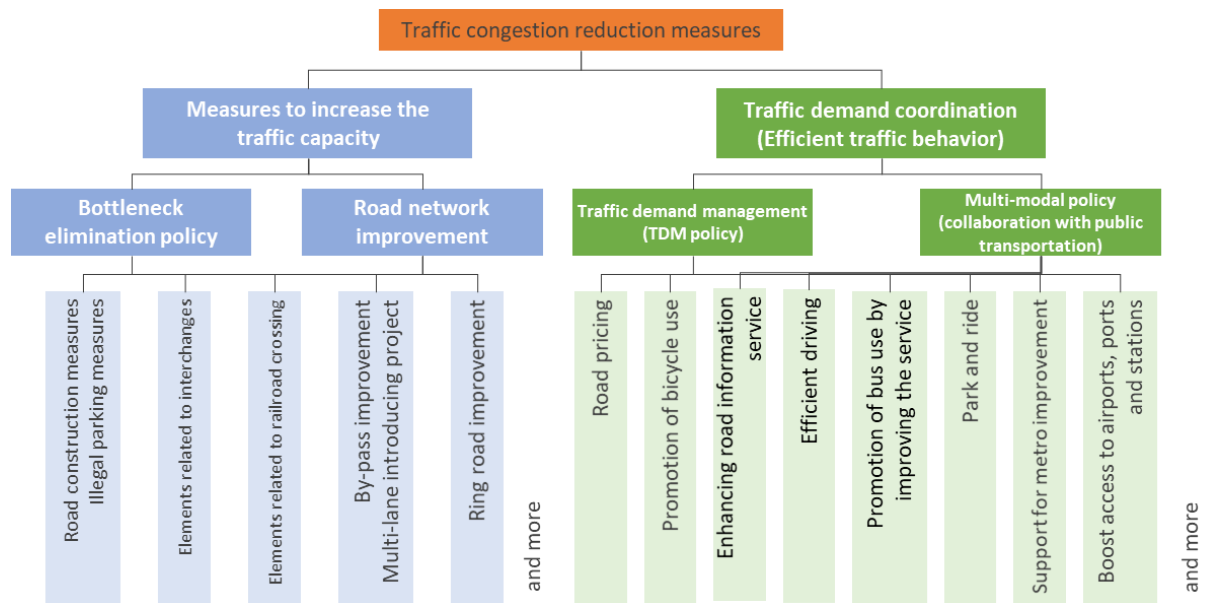 Traffic congestion reduction measures
Measures to increase the
traffic capacity
Traffic demand coordination
(Efficient traffic behavior)
Bottleneck
elimination policy
Road network
improvement
Traffic demand management
(TDM policy)
Multi-modal policy
(collaboration with public
transportation)
Road construction measures
Illegal parking measures
Elements related to interchanges
Elements related to railroad crossing
By-pass improvement
Multi-lane introducing project
Ring road improvement
and more
Road pricing
Promotion of bicycle use
Enhancing road information
service
Efficient driving
Promotion of bus use by
improving the service
Park and ride
Support for metro improvement
Boost access to airports, ports
and stations
and more